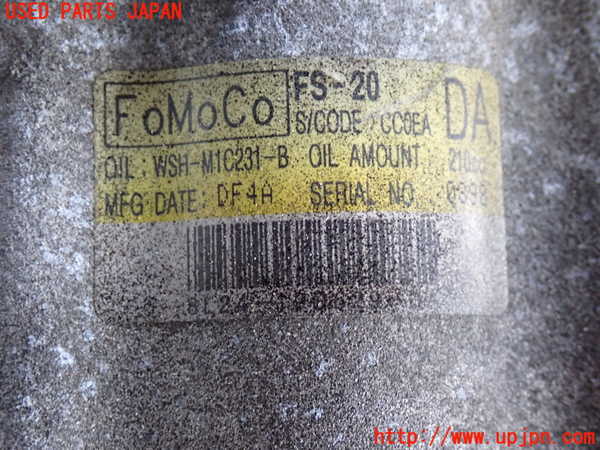 USED PARTS JAPAN
FoMoCo FS-20 DA
S/CODE / CC0EA
OIL : WSH-M1C231-B OIL AMOUNT
MFG DATE: DF4A SERIAL NO
http://www.upjpn.com